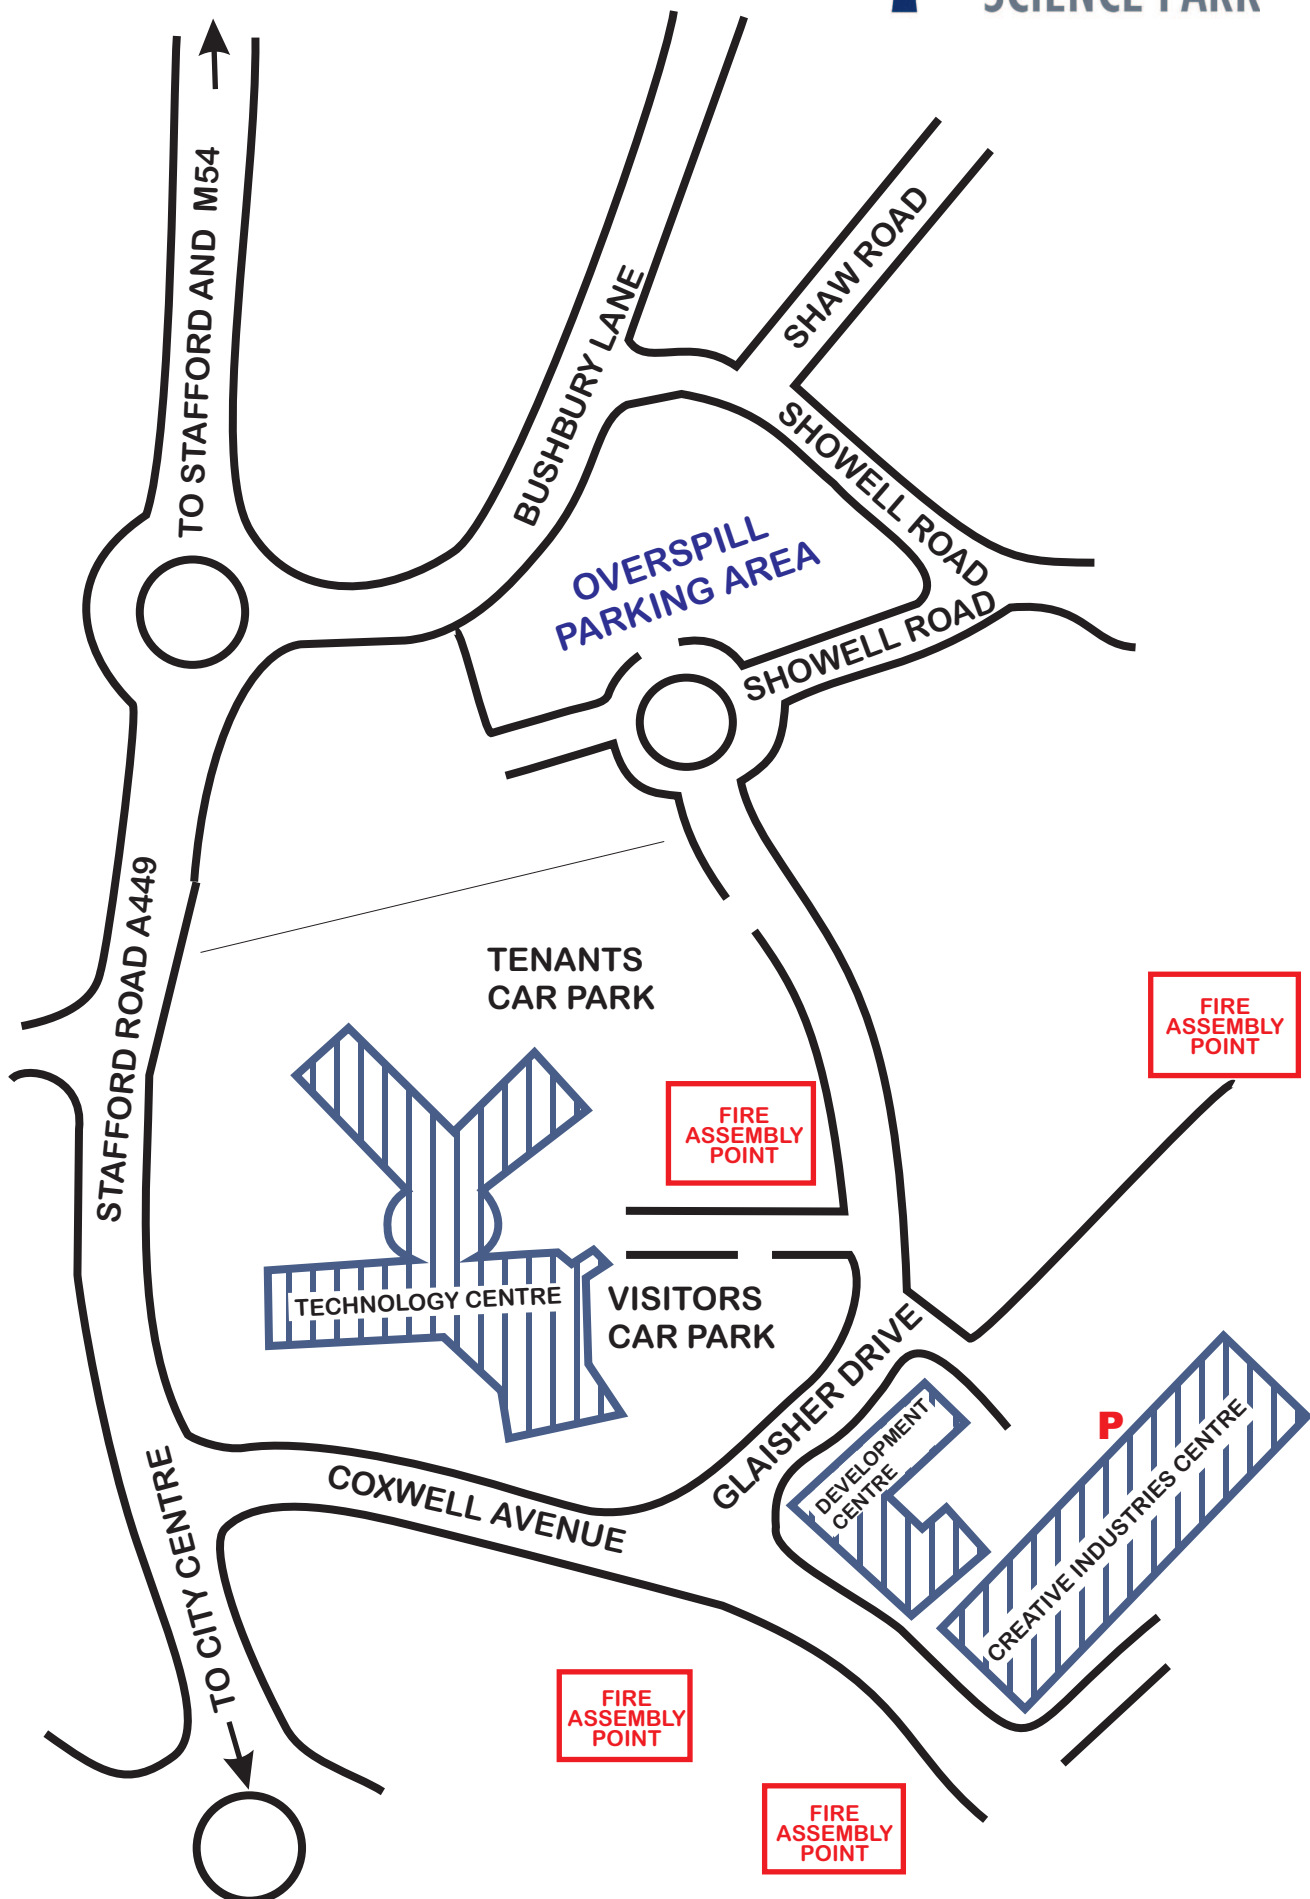 SCIENCE PARK
TO STAFFORD AND M54
SHAW ROAD
BUSHBURY LANE
SHOWELL ROAD
OVERSPILL
PARKING AREA
SHOWELL ROAD
STAFFORD ROAD A449
TENANTS
CAR PARK
FIRE
ASSEMBLY
POINT
FIRE
ASSEMBLY
POINT
TECHNOLOGY CENTRE
VISITORS
CAR PARK
GLAISHER DRIVE
DEVELOPMENT
CENTRE
P
CREATIVE INDUSTRIES CENTRE
COXWELL AVENUE
TO CITY CENTRE
FIRE
ASSEMBLY
POINT
FIRE
ASSEMBLY
POINT